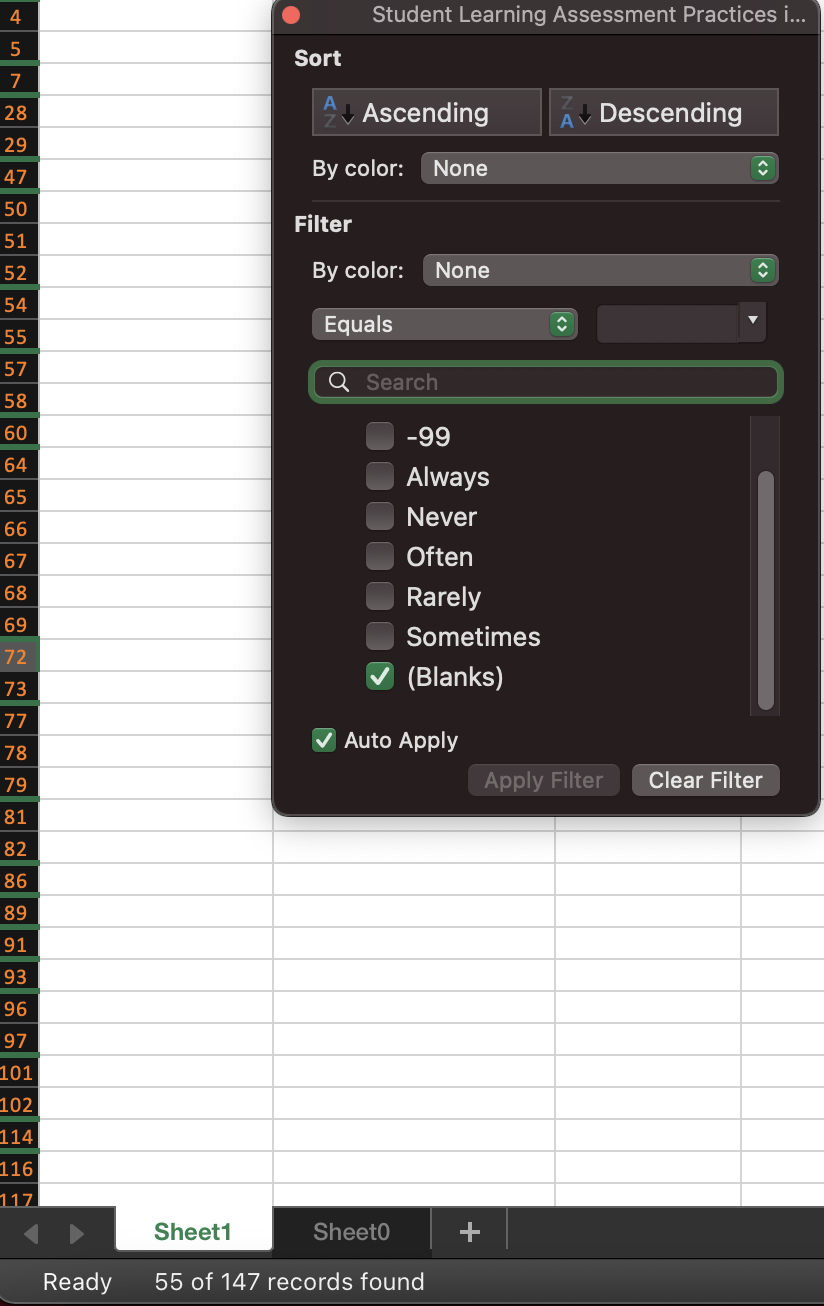 Student Learning Assessment Practices i...
Sort
A Z Ascending
Z A Descending
By color: None
Filter
By color: None
Equals
Search
-99
Always
Never
Often
Rarely
Sometimes
(Blanks)
Auto Apply
Apply Filter Clear Filter
4
5
7
28
29
47
50
51
52
54
55
57
58
60
64
65
66
67
68
69
72
73
77
78
79
81
82
86
89
91
93
96
97
101
102
114
116
117
Sheet1 Sheet0 +
Ready 55 of 147 records found